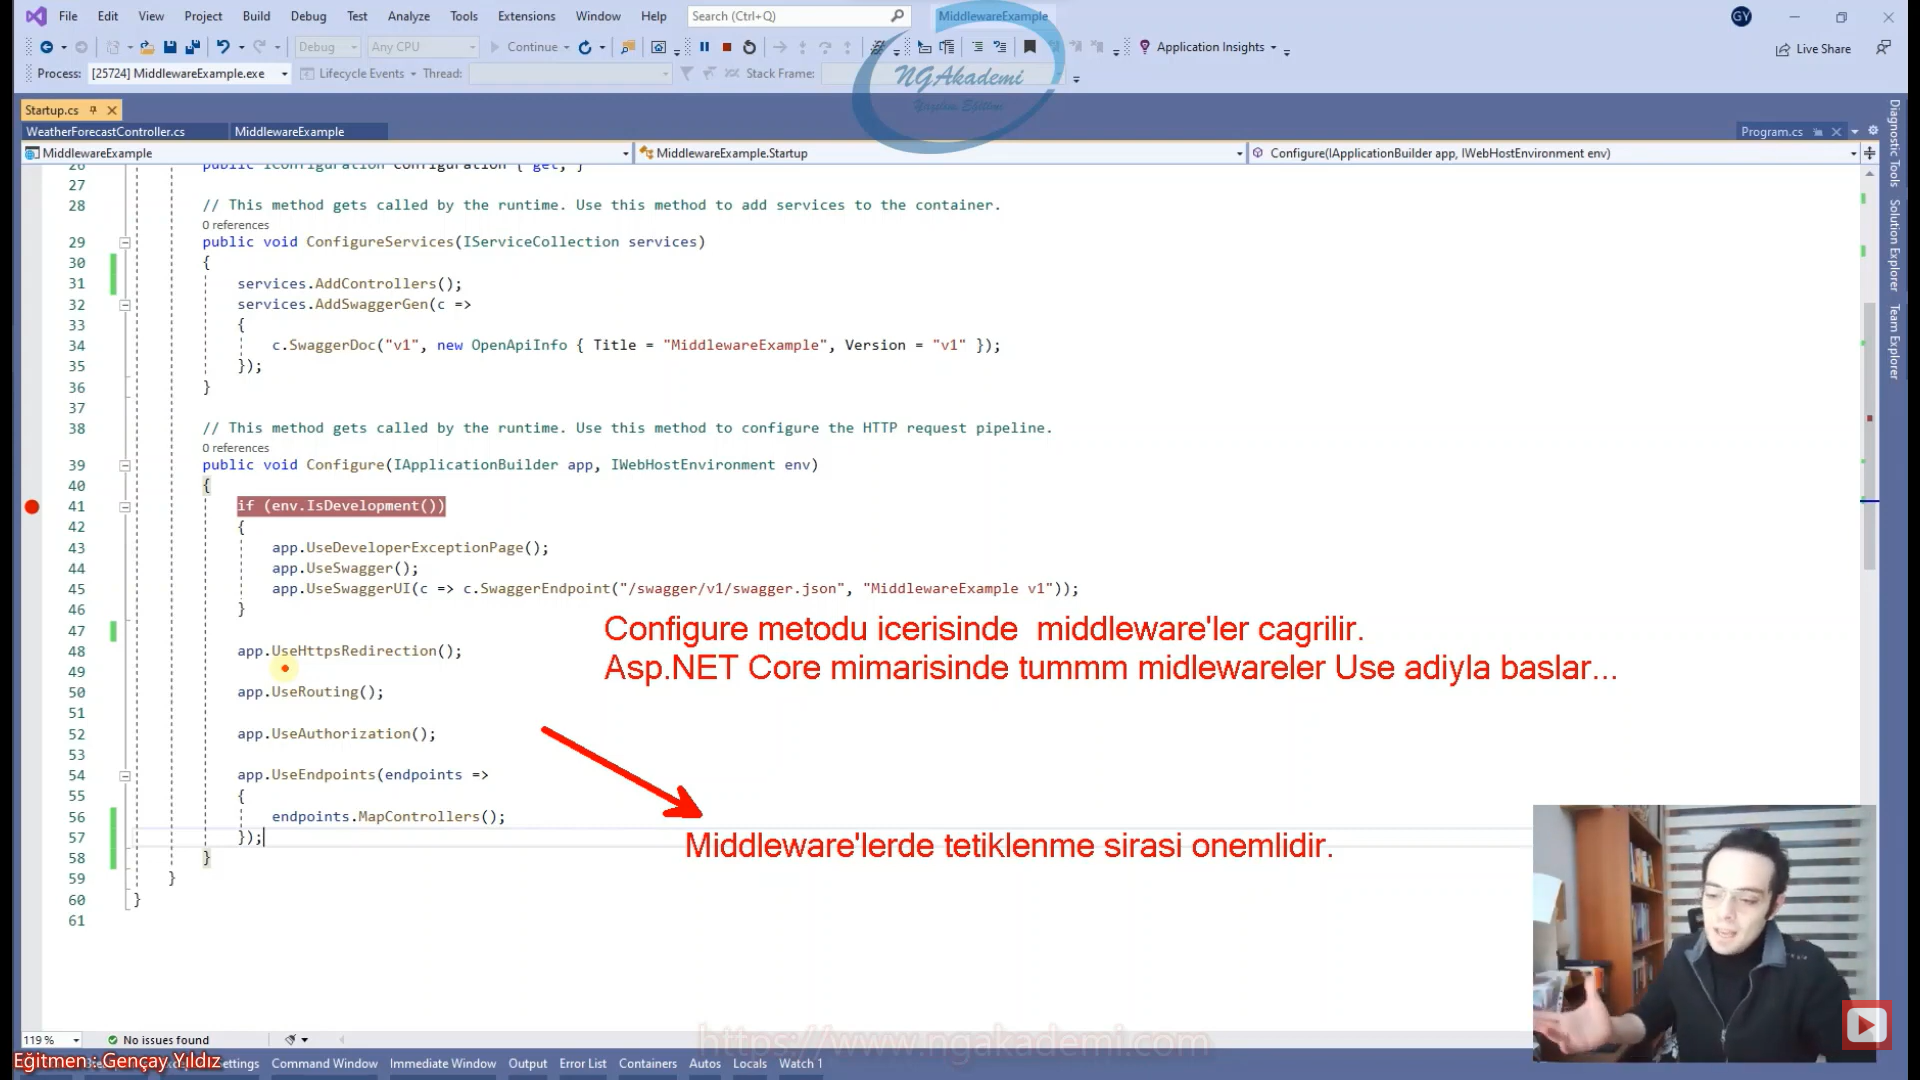 File Edit View Project Build Debug Test Analyze Tools Extensions Window Help Search (Ctrl+Q) MiddlewareExample GY
Debug Any CPU Continue Application Insights Live Share
Process: [25724] MiddlewareExample.exe Lifecycle Events Thread: Stack Frame:
NGAkademi
Yazılım Eğitim
Startup.cs
WeatherForecastController.cs MiddlewareExample Program.cs
MiddlewareExample MiddlewareExample.Startup Configure(IApplicationBuilder app, IWebHostEnvironment env)
26 public IConfiguration Configuration { get; }
27
28 // This method gets called by the runtime. Use this method to add services to the container.
0 references
29 public void ConfigureServices(IServiceCollection services)
30 {
31 services.AddControllers();
32 services.AddSwaggerGen(c =>
33 {
34 c.SwaggerDoc("v1", new OpenApiInfo { Title = "MiddlewareExample", Version = "v1" });
35 });
36 }
37
38 // This method gets called by the runtime. Use this method to configure the HTTP request pipeline.
0 references
39 public void Configure(IApplicationBuilder app, IWebHostEnvironment env)
40 {
41 if (env.IsDevelopment())
42 {
43 app.UseDeveloperExceptionPage();
44 app.UseSwagger();
45 app.UseSwaggerUI(c => c.SwaggerEndpoint("/swagger/v1/swagger.json", "MiddlewareExample v1"));
46 }
47
Configure metodu icerisinde middleware'ler cagrilir.
48 app.UseHttpsRedirection();
Asp.NET Core mimarisinde tummm midlewareler Use adiyla baslar...
49
50 app.UseRouting();
51
52 app.UseAuthorization();
53
54 app.UseEndpoints(endpoints =>
55 {
56 endpoints.MapControllers();
57 });
Middleware'lerde tetiklenme sirasi onemlidir.
58 }
59 }
60 }
61
Diagnostic Tools
Solution Explorer
Team Explorer
119 % No issues found
https://www.ngakademi.com
Eğitmen : Gençay Yıldız
Settings Command Window Immediate Window Output Error List Containers Autos Locals Watch 1